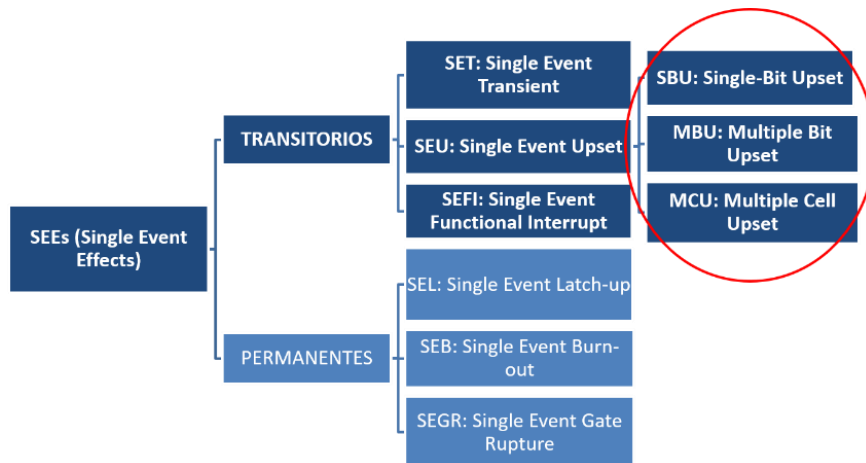 SEEs (Single Event
Effects)
TRANSITORIOS
SET: Single Event
Transient
SEU: Single Event Upset
SEFI: Single Event
Functional Interrupt
SBU: Single-Bit Upset
MBU: Multiple Bit
Upset
MCU: Multiple Cell
Upset
PERMANENTES
SEL: Single Event Latch-up
SEB: Single Event Burn-
out
SEGR: Single Event Gate
Rupture